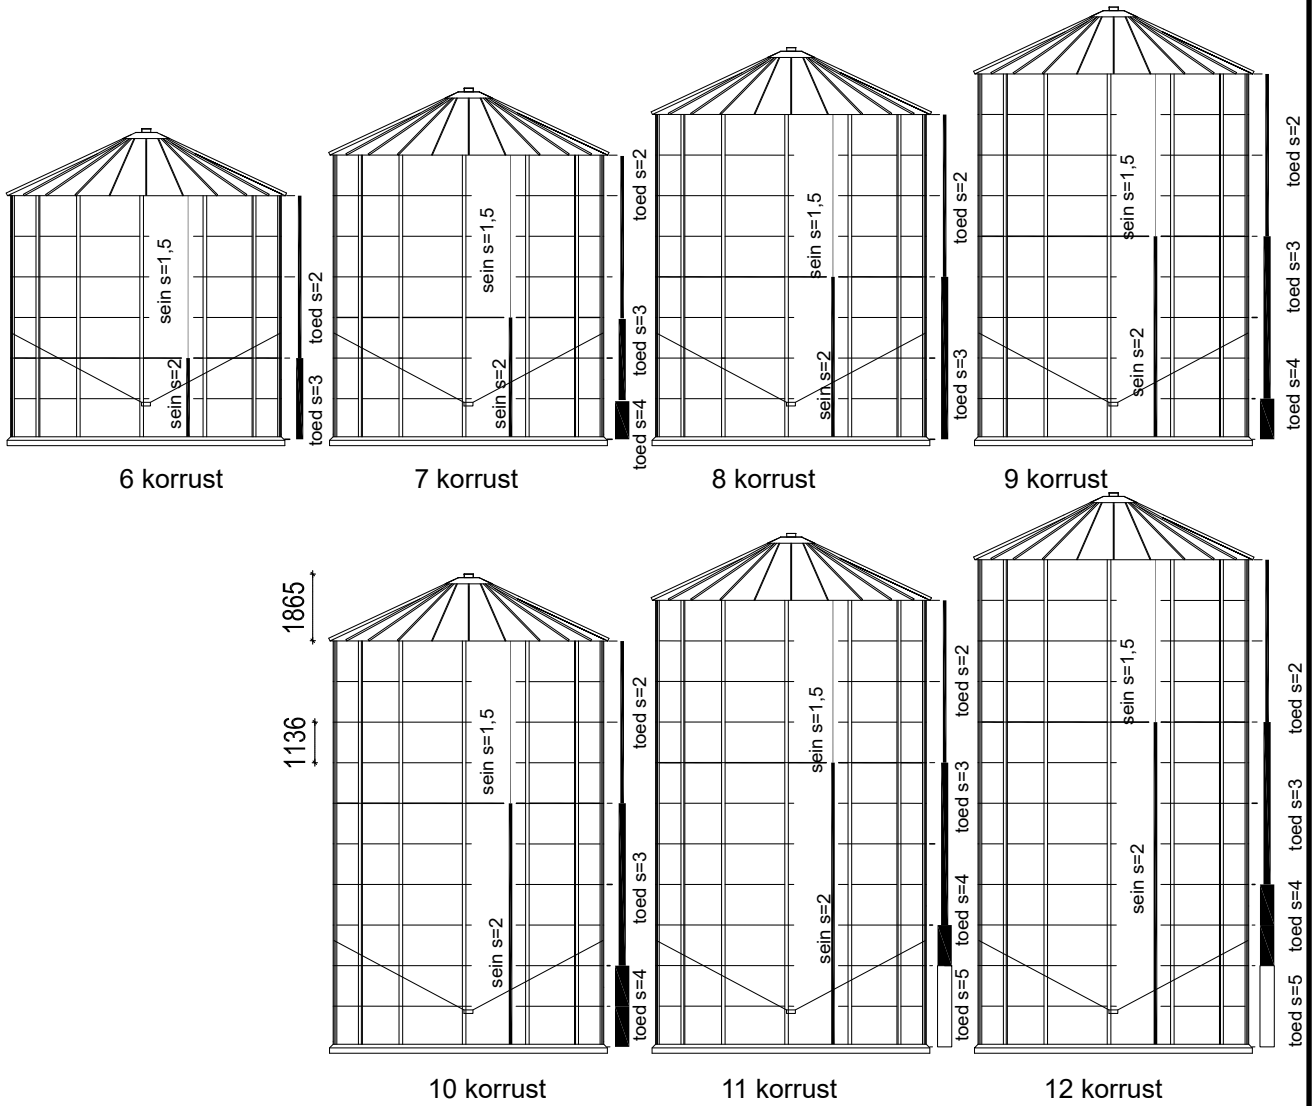 sein s=1,5
sein s=2
toed s=2
toed s=3
6 korrust
sein s=1,5
sein s=2
toed s=2
toed s=3
toed s=4
7 korrust
sein s=1,5
sein s=2
toed s=2
toed s=3
8 korrust
sein s=1,5
sein s=2
toed s=2
toed s=3
toed s=4
9 korrust
1865
1136
sein s=1,5
sein s=2
toed s=2
toed s=3
toed s=4
10 korrust
sein s=1,5
sein s=2
toed s=2
toed s=3
toed s=4
toed s=5
11 korrust
sein s=1,5
sein s=2
toed s=2
toed s=3
toed s=4
toed s=5
12 korrust